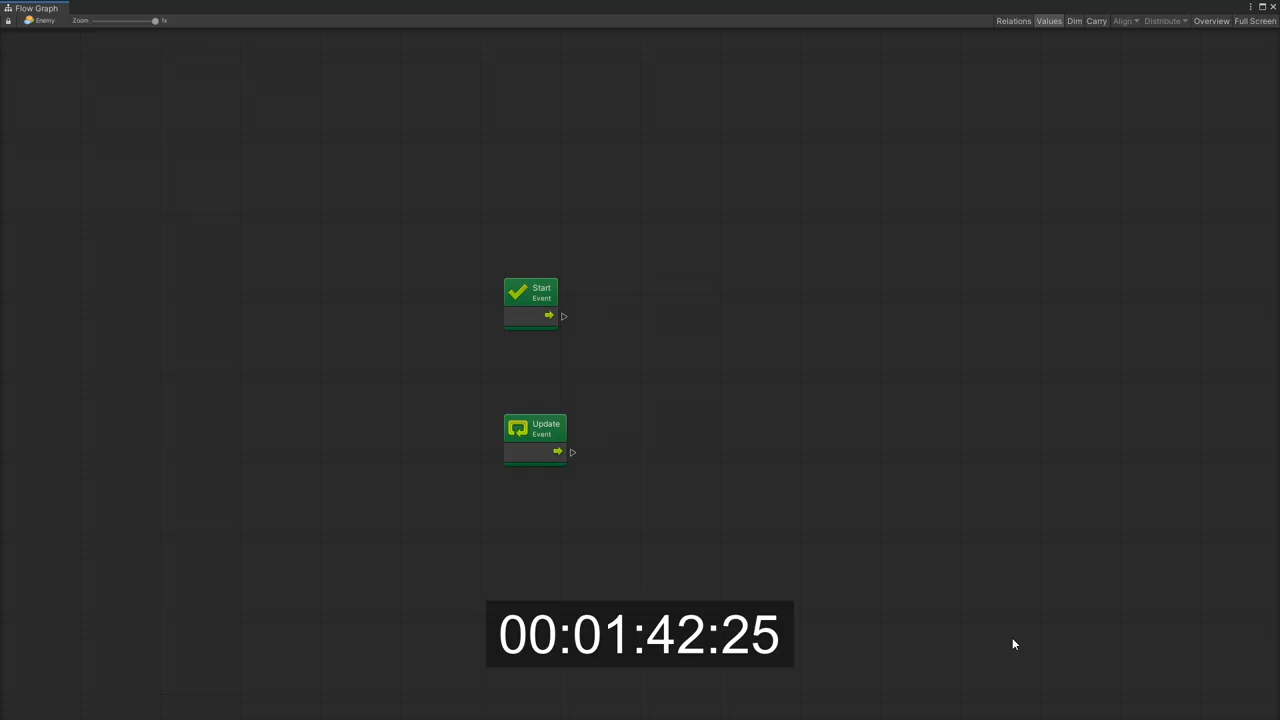 Flow Graph
Enemy Zoom 1x Relations Values Dim Carry Align Distribute Overview Full Screen
Start
Event
Update
Event
00:01:42:25